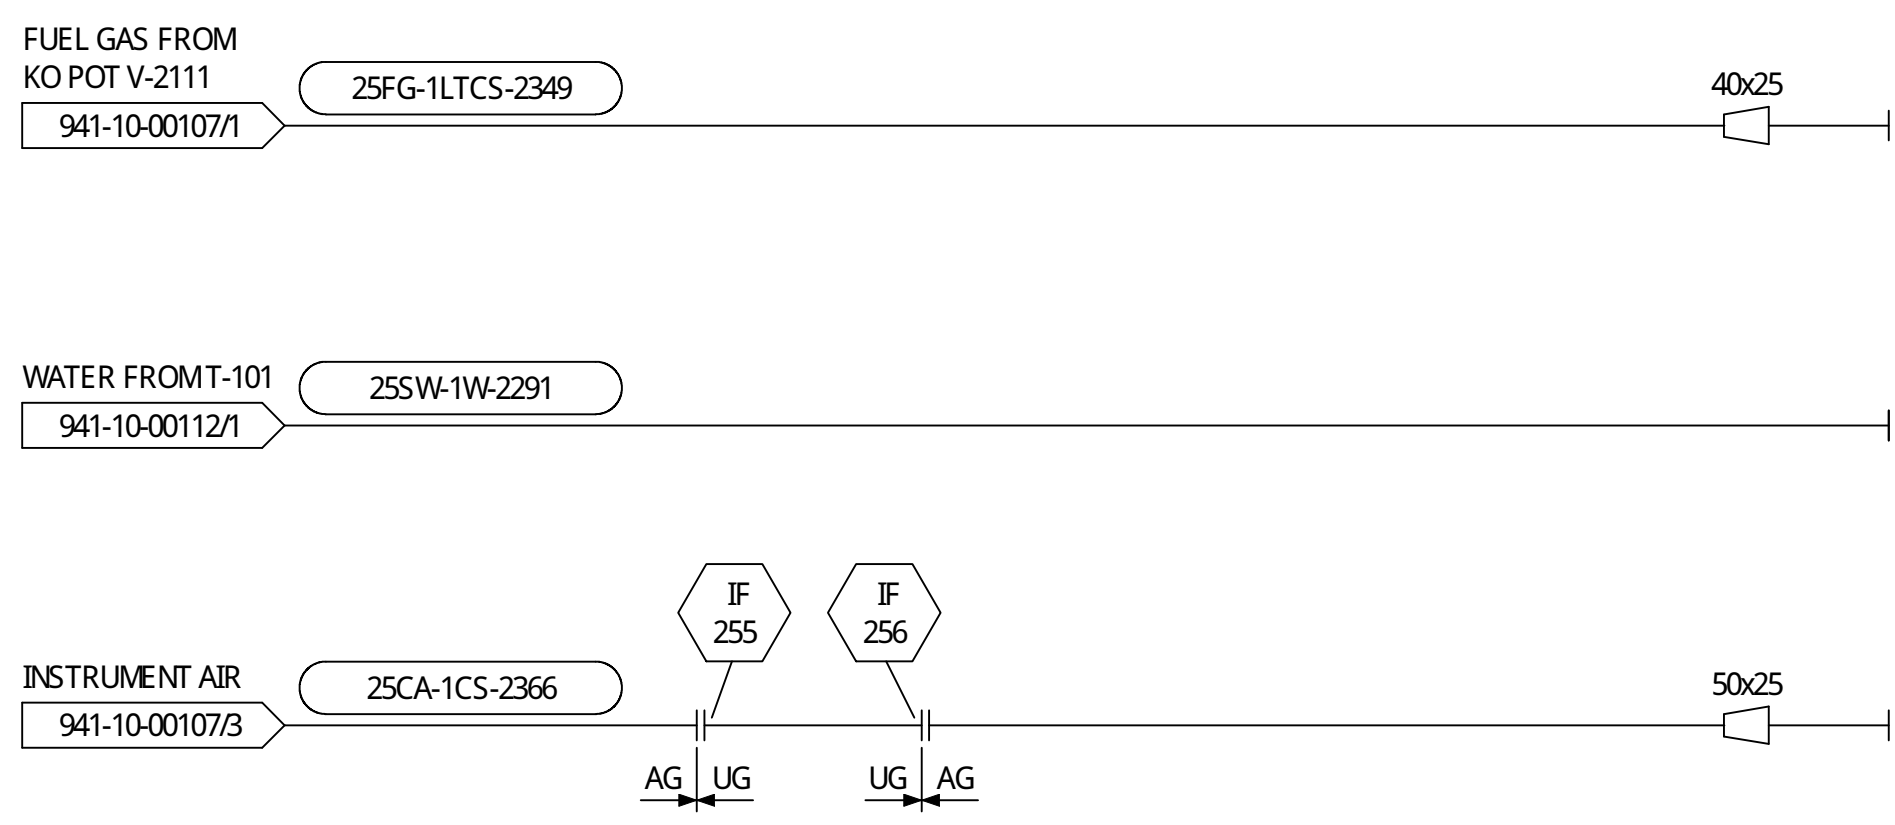 FUEL GAS FROM
KO POT V-2111
25FG-1LTCS-2349
40x25
941-10-00107/1
WATER FROM T-101
25SW-1W-2291
941-10-00112/1
IF
255
IF
256
INSTRUMENT AIR
25CA-1CS-2366
50x25
941-10-00107/3
AG UG
UG AG